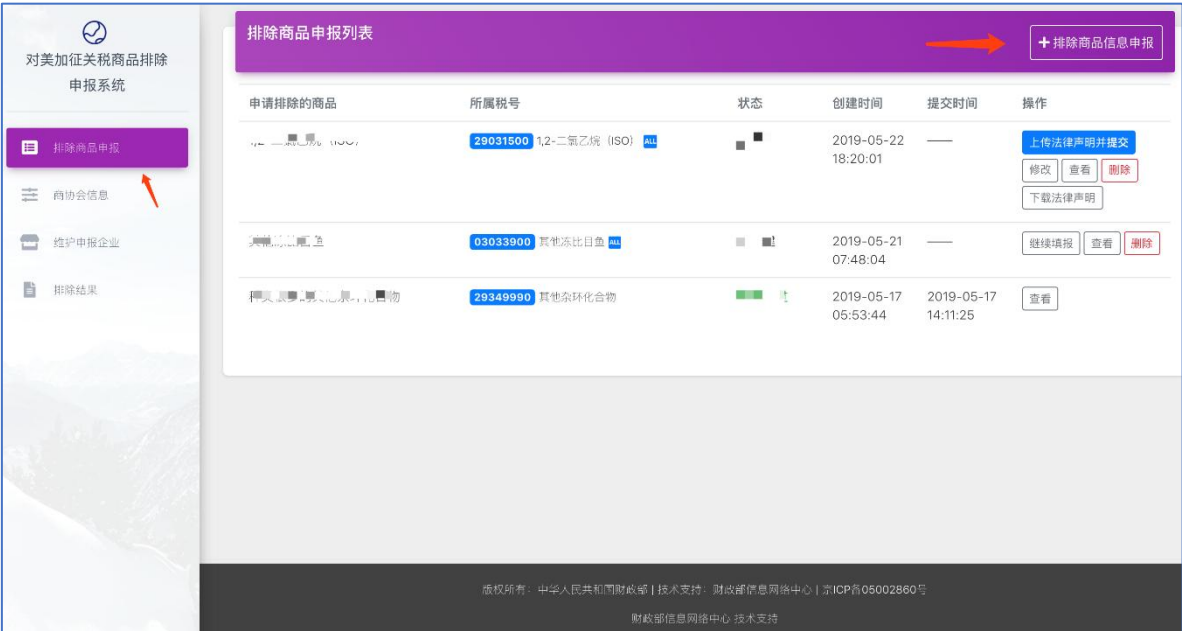 对美加征关税商品排除
申报系统
排除商品申报
商协会信息
维护申报企业
排除结果
排除商品申报列表
+排除商品信息申报
申请排除的商品 所属税号 状态 创建时间 提交时间 操作
29031500 1,2-二氯乙烷 (ISO) ALL 2019-05-22 —— 上传法律声明并提交
18:20:01 修改 查看 删除
下载法律声明
鱼 03033900 其他冻比目鱼 ALL 2019-05-21 —— 继续填报 查看 删除
07:48:04
29349990 其他杂环化合物 2019-05-17 2019-05-17 查看
05:53:44 14:11:25
版权所有：中华人民共和国财政部 | 技术支持：财政部信息网络中心 | 京ICP备05002860号
财政部信息网络中心 技术支持